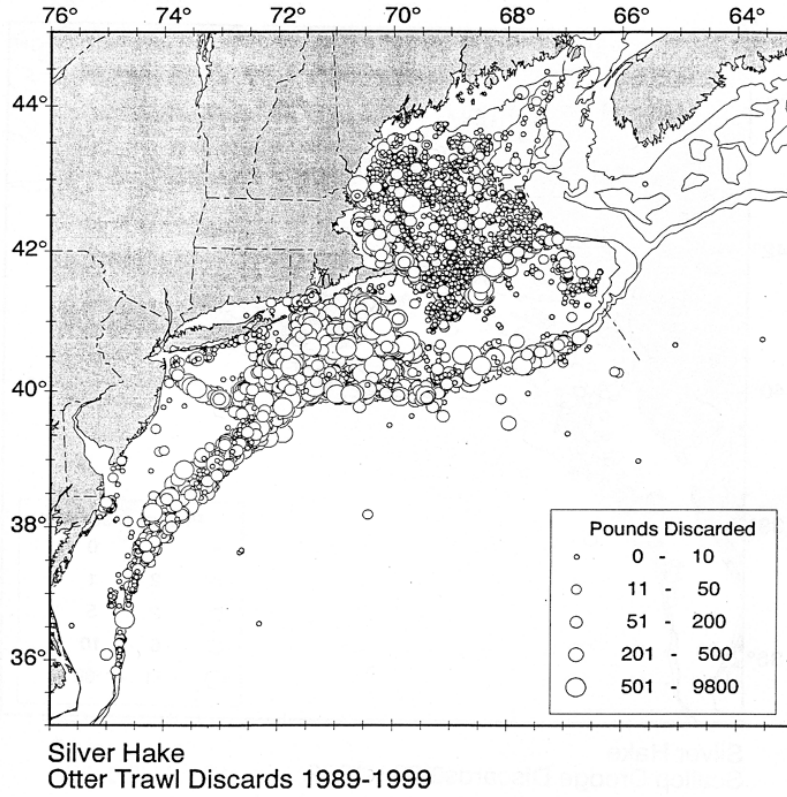 76° 74° 72° 70° 68° 66° 64°
44°
42°
40°
38°
36°
Pounds Discarded
0 - 10
11 - 50
51 - 200
201 - 500
501 - 9800
Silver Hake
Otter Trawl Discards 1989-1999